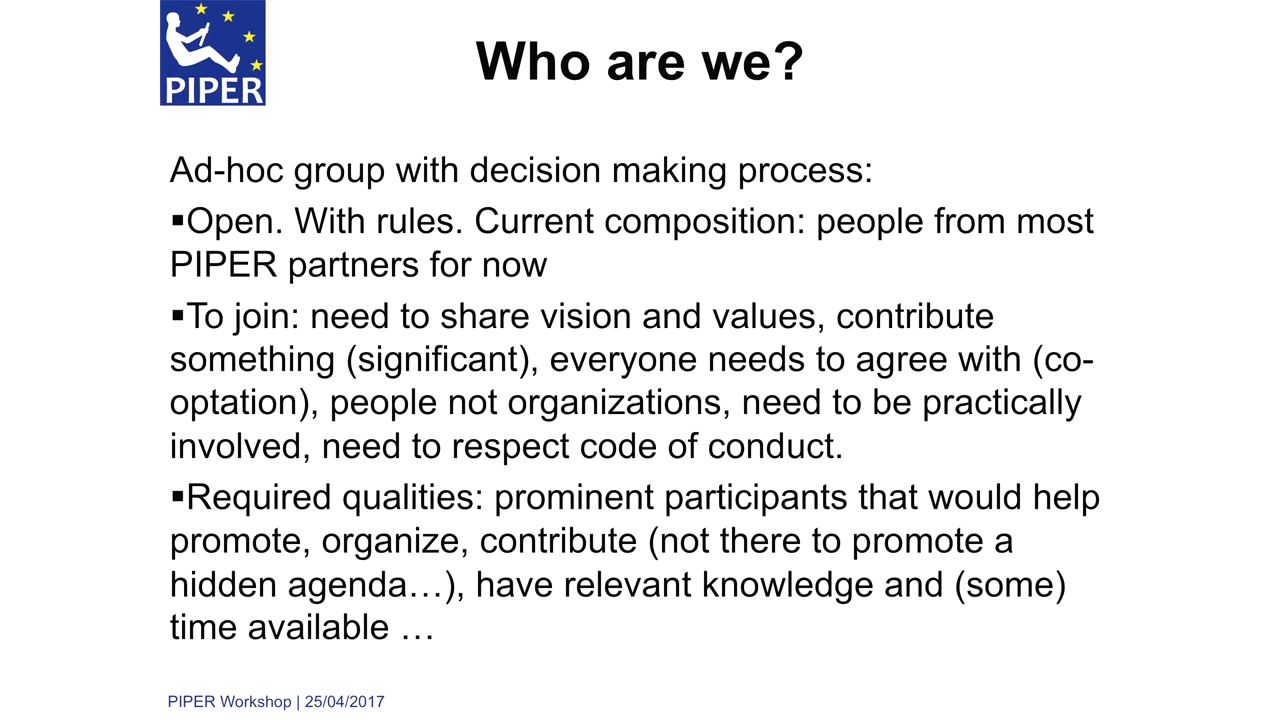 PIPER
Who are we?
Ad-hoc group with decision making process:
▪Open. With rules. Current composition: people from most
PIPER partners for now
▪To join: need to share vision and values, contribute
something (significant), everyone needs to agree with (co-
optation), people not organizations, need to be practically
involved, need to respect code of conduct.
▪Required qualities: prominent participants that would help
promote, organize, contribute (not there to promote a
hidden agenda…), have relevant knowledge and (some)
time available …
PIPER Workshop | 25/04/2017